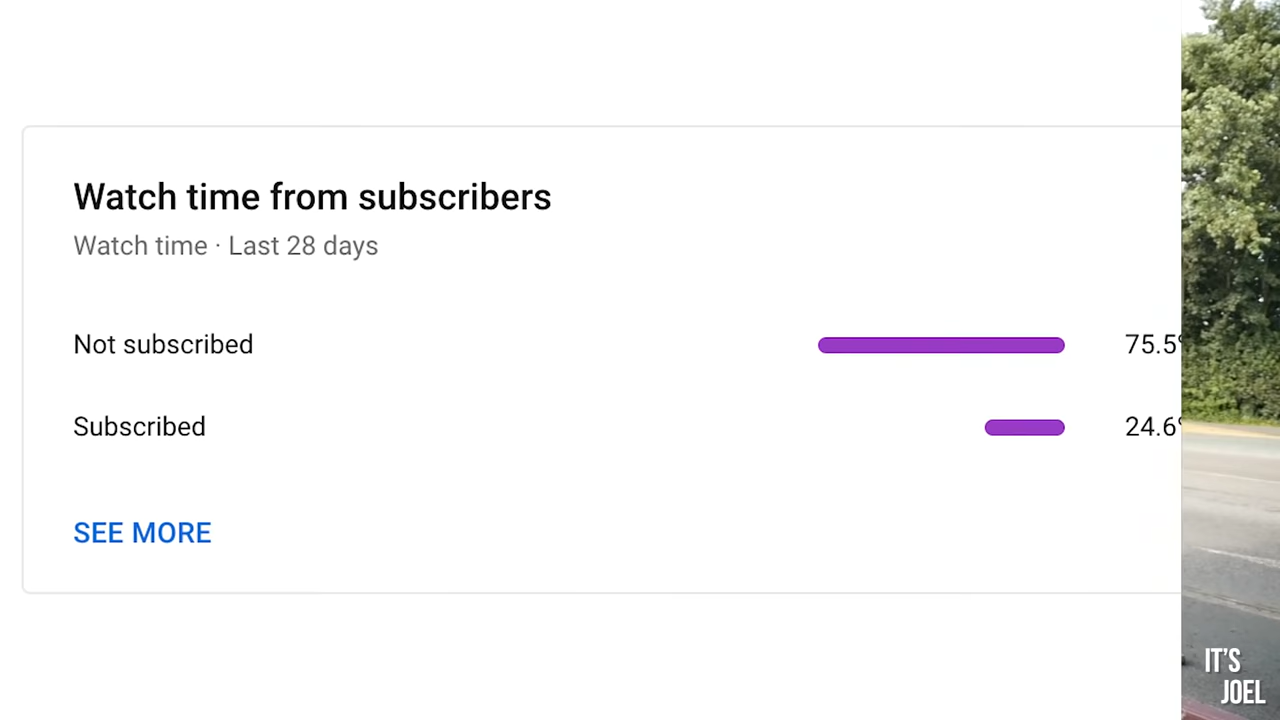 Watch time from subscribers
Watch time · Last 28 days
Not subscribed 75.5%
Subscribed 24.6%
SEE MORE
IT'S
JOEL